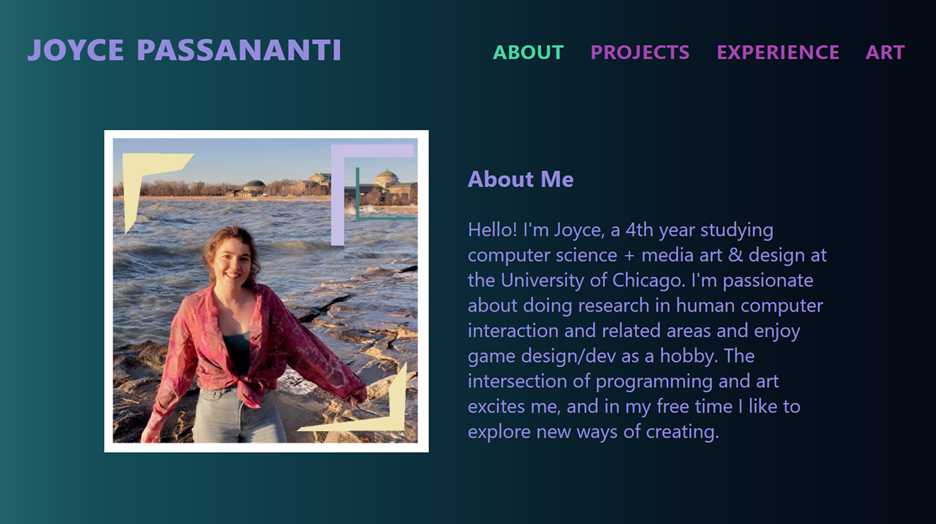 JOYCE PASSANANTI
ABOUT PROJECTS EXPERIENCE ART
About Me
Hello! I'm Joyce, a 4th year studying
computer science + media art & design at
the University of Chicago. I'm passionate
about doing research in human computer
interaction and related areas and enjoy
game design/dev as a hobby. The
intersection of programming and art
excites me, and in my free time I like to
explore new ways of creating.